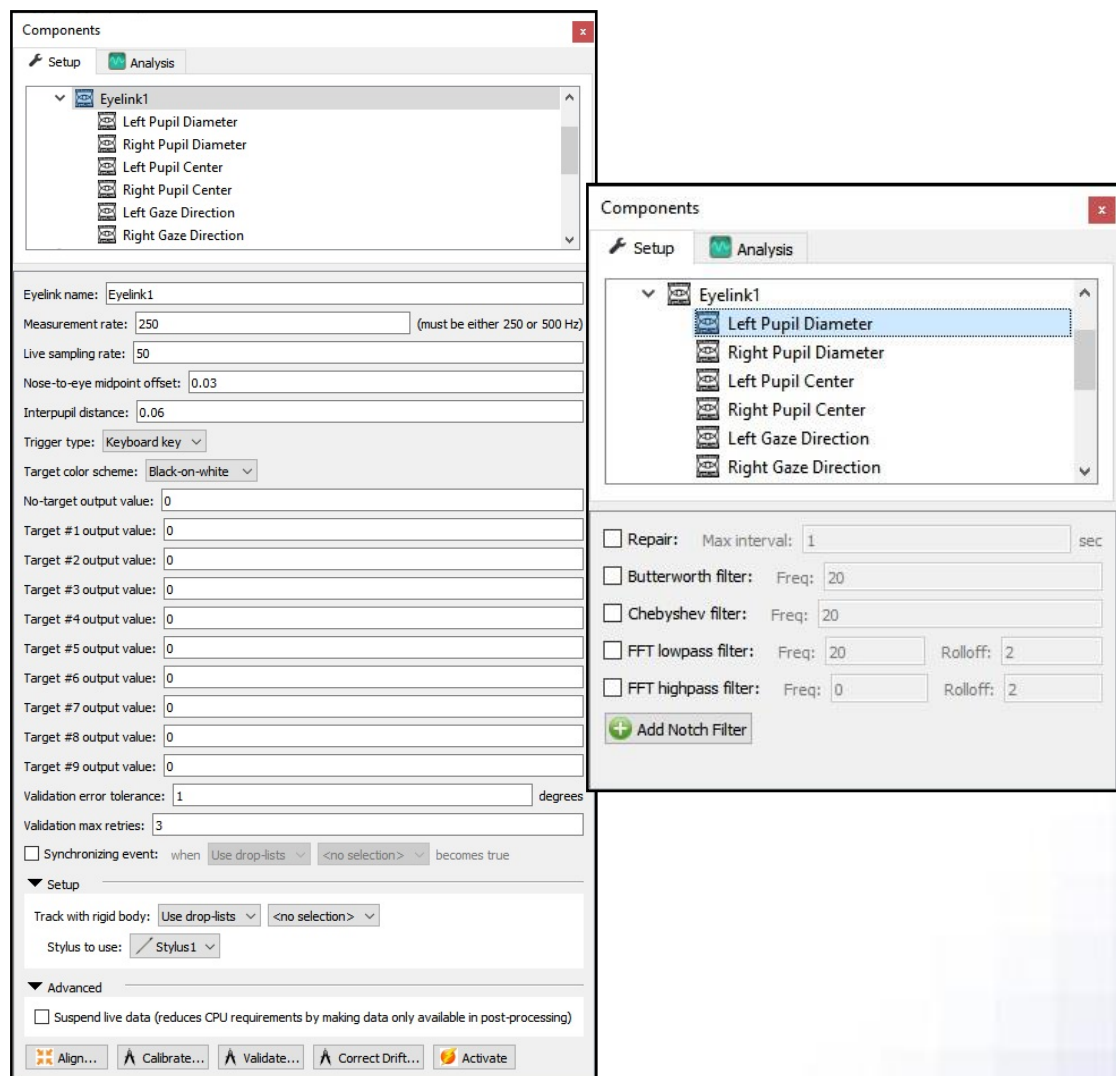 Components
x
Setup Analysis
Eyelink1
Left Pupil Diameter
Right Pupil Diameter
Left Pupil Center
Right Pupil Center
Left Gaze Direction
Right Gaze Direction
Eyelink name: Eyelink1
Measurement rate: 250 (must be either 250 or 500 Hz)
Live sampling rate: 50
Nose-to-eye midpoint offset: 0.03
Interpupil distance: 0.06
Trigger type: Keyboard key
Target color scheme: Black-on-white
No-target output value: 0
Target #1 output value: 0
Target #2 output value: 0
Target #3 output value: 0
Target #4 output value: 0
Target #5 output value: 0
Target #6 output value: 0
Target #7 output value: 0
Target #8 output value: 0
Target #9 output value: 0
Validation error tolerance: 1 degrees
Validation max retries: 3
Synchronizing event: when Use drop-lists <no selection> becomes true
Setup
Track with rigid body: Use drop-lists <no selection>
Stylus to use: Stylus1
Advanced
Suspend live data (reduces CPU requirements by making data only available in post-processing)
Align... Calibrate... Validate... Correct Drift... Activate
Components
x
Setup Analysis
Eyelink1
Left Pupil Diameter
Right Pupil Diameter
Left Pupil Center
Right Pupil Center
Left Gaze Direction
Right Gaze Direction
Repair: Max interval: 1 sec
Butterworth filter: Freq: 20
Chebyshev filter: Freq: 20
FFT lowpass filter: Freq: 20 Rolloff: 2
FFT highpass filter: Freq: 0 Rolloff: 2
Add Notch Filter